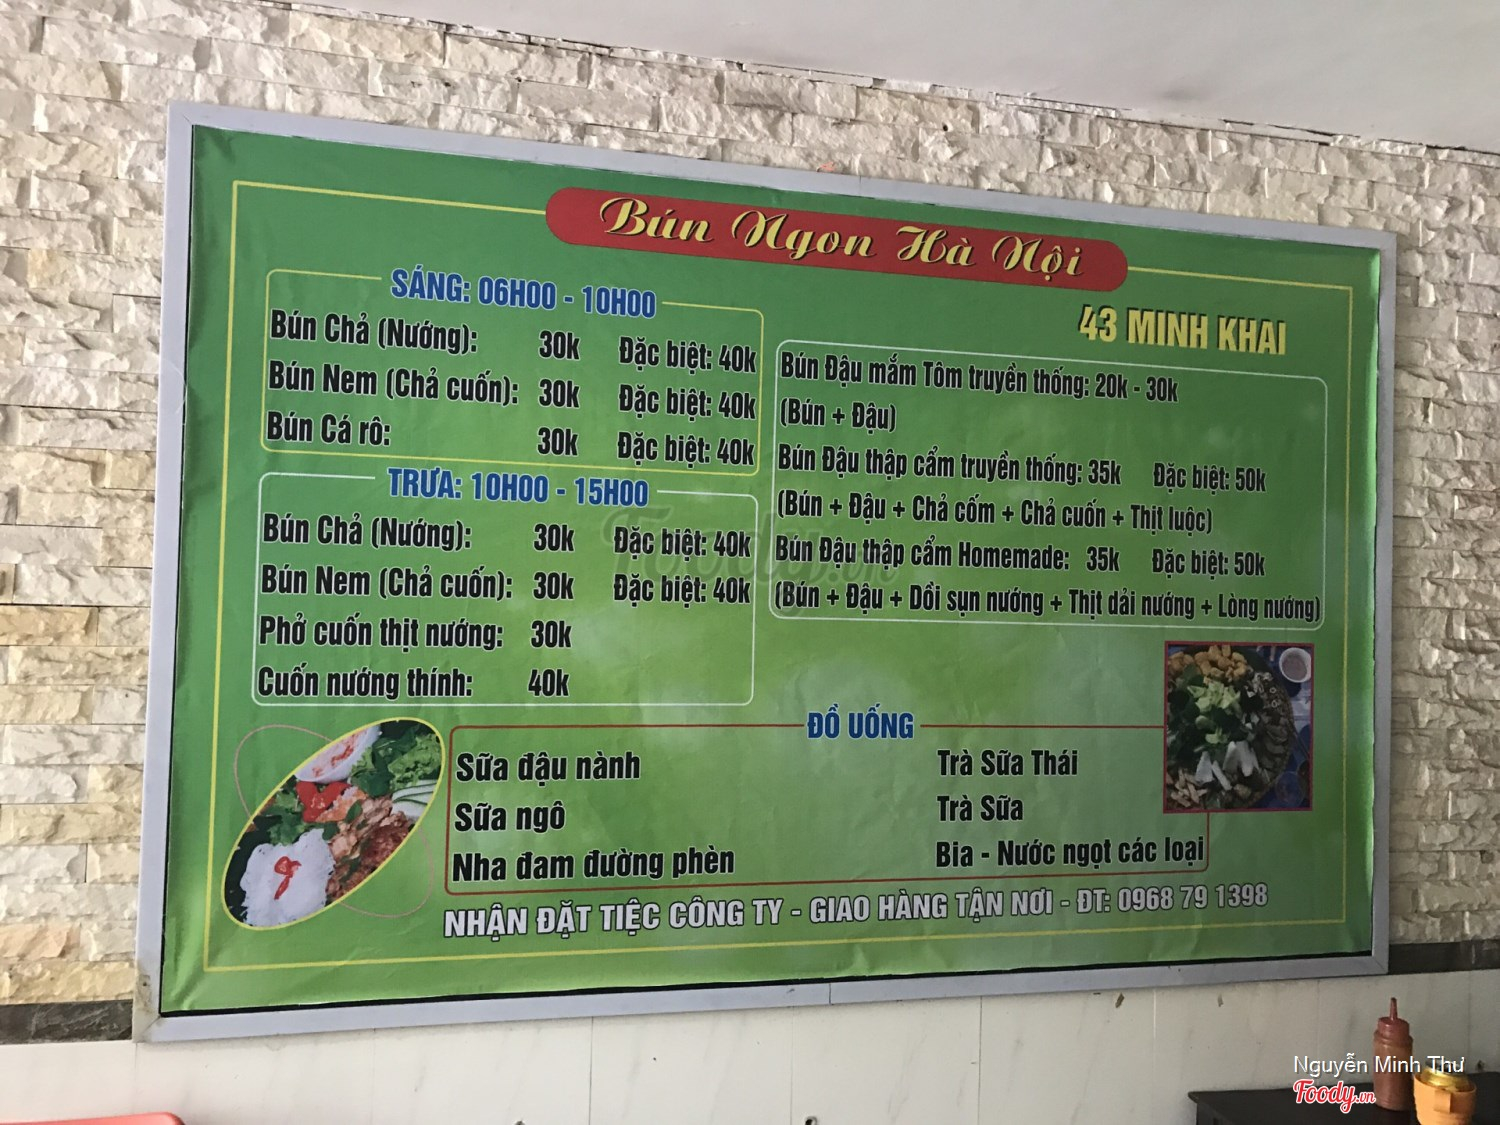 Bún Ngon Hà Nội
43 MINH KHAI
SÁNG: 06H00 - 10H00
Bún Chả (Nướng): 30k Đặc biệt: 40k
Bún Nem (Chả cuốn): 30k Đặc biệt: 40k
Bún Cá rô: 30k Đặc biệt: 40k
TRƯA: 10H00 - 15H00
Bún Chả (Nướng): 30k Đặc biệt: 40k
Bún Nem (Chả cuốn): 30k Đặc biệt: 40k
Phở cuốn thịt nướng: 30k
Cuốn nướng thính: 40k
Bún Đậu mắm Tôm truyền thống: 20k - 30k
(Bún + Đậu)
Bún Đậu thập cẩm truyền thống: 35k Đặc biệt: 50k
(Bún + Đậu + Chả cốm + Chả cuốn + Thịt luộc)
Bún Đậu thập cẩm Homemade: 35k Đặc biệt: 50k
(Bún + Đậu + Dồi sụn nướng + Thịt dải nướng + Lòng nướng)
ĐỒ UỐNG
Sữa đậu nành
Sữa ngô
Nha đam đường phèn
Trà Sữa Thái
Trà Sữa
Bia - Nước ngọt các loại
NHẬN ĐẶT TIỆC CÔNG TY - GIAO HÀNG TẬN NƠI - ĐT: 0968 79 1398
Foody.vn
Nguyễn Minh Thư
Foody.vn